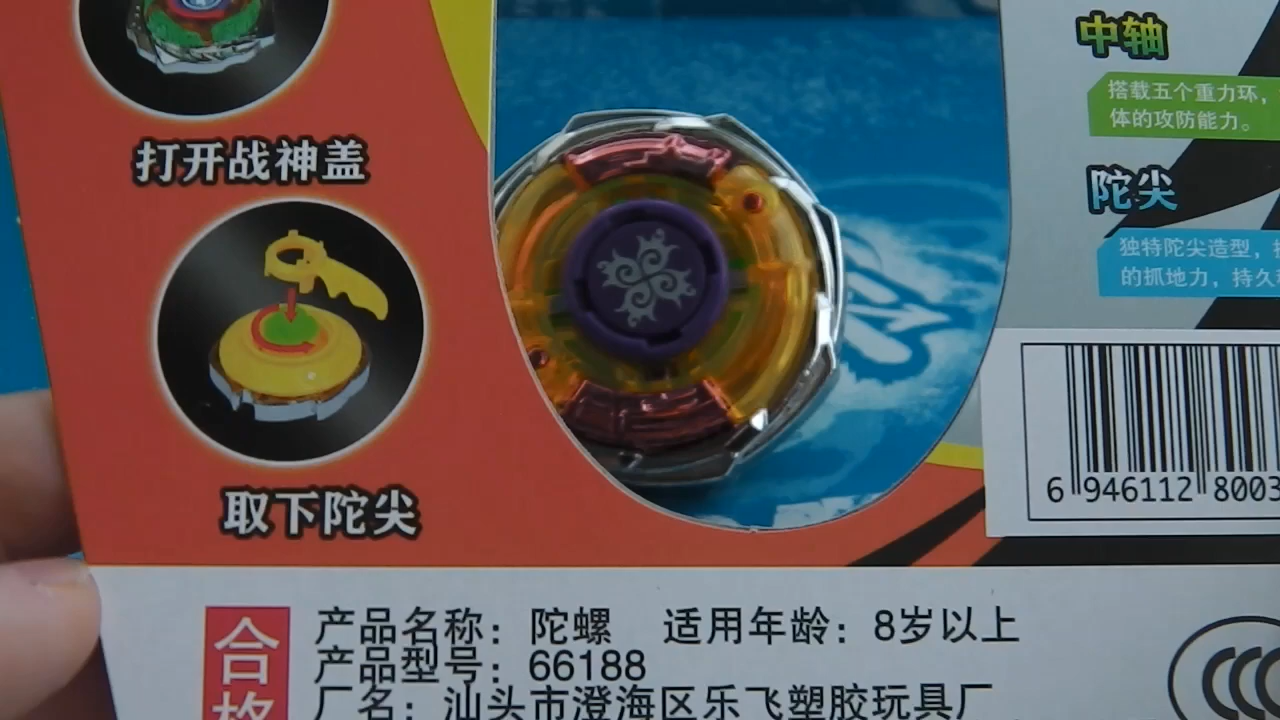 打开战神盖
取下陀尖
中轴
搭载五个重力环，
体的攻防能力。
陀尖
独特陀尖造型，
的抓地力，持久
6 946112 8003
合格
产品名称：陀螺 适用年龄：8岁以上
产品型号：66188
厂名：汕头市澄海区乐飞塑胶玩具厂